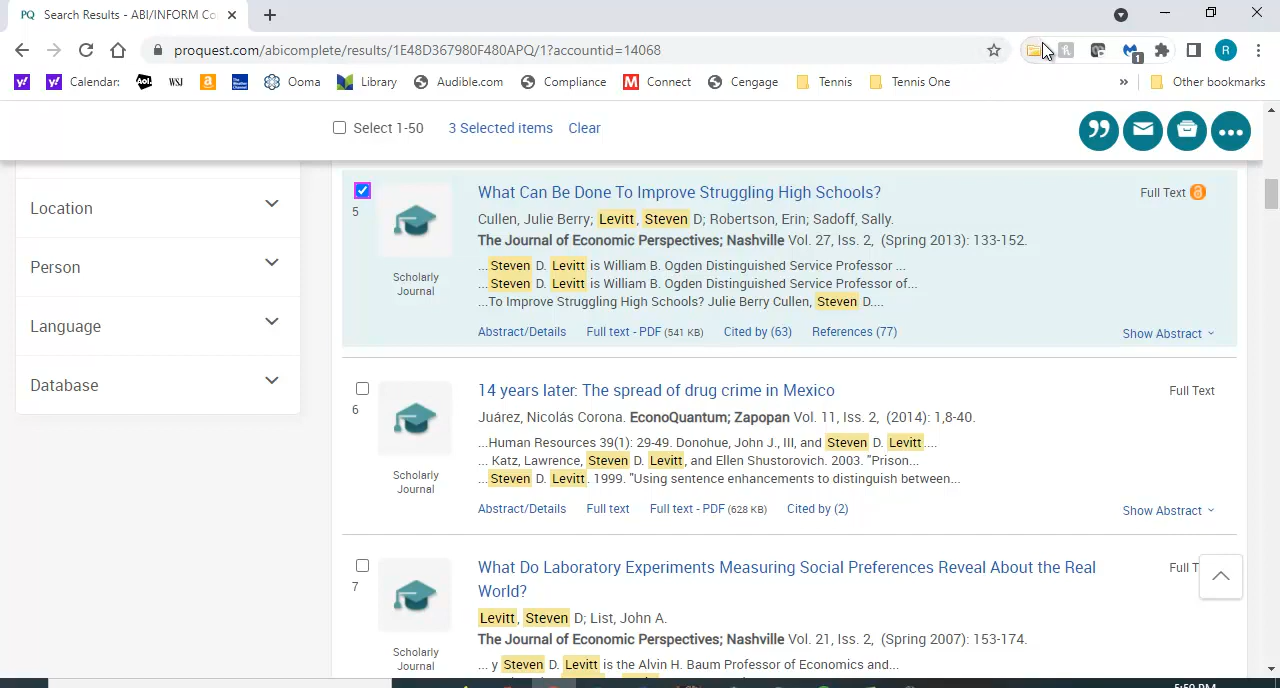 PQ Search Results - ABI/INFORM Co
proquest.com/abicomplete/results/1E48D367980F480APQ/1?accountid=14068
1
R
Calendar: Aol. WSJ a Ooma Library Audible.com Compliance M Connect Cengage Tennis Tennis One » Other bookmarks
Select 1-50 3 Selected items Clear
Location
Person
Language
Database
5
What Can Be Done To Improve Struggling High Schools?
Full Text
Cullen, Julie Berry; Levitt, Steven D; Robertson, Erin; Sadoff, Sally.
The Journal of Economic Perspectives; Nashville Vol. 27, Iss. 2, (Spring 2013): 133-152.
...Steven D. Levitt is William B. Ogden Distinguished Service Professor ...
...Steven D. Levitt is William B. Ogden Distinguished Service Professor of...
...To Improve Struggling High Schools? Julie Berry Cullen, Steven D....
Scholarly
Journal
Abstract/Details Full text - PDF (541 KB) Cited by (63) References (77) Show Abstract
6
14 years later: The spread of drug crime in Mexico
Full Text
Juárez, Nicolás Corona. EconoQuantum; Zapopan Vol. 11, Iss. 2, (2014): 1,8-40.
...Human Resources 39(1): 29-49. Donohue, John J., III, and Steven D. Levitt....
... Katz, Lawrence, Steven D. Levitt, and Ellen Shustorovich. 2003. "Prison...
...Steven D. Levitt. 1999. "Using sentence enhancements to distinguish between...
Scholarly
Journal
Abstract/Details Full text Full text - PDF (628 KB) Cited by (2) Show Abstract
7
What Do Laboratory Experiments Measuring Social Preferences Reveal About the Real
World?
Full T
Levitt, Steven D; List, John A.
The Journal of Economic Perspectives; Nashville Vol. 21, Iss. 2, (Spring 2007): 153-174.
... y Steven D. Levitt is the Alvin H. Baum Professor of Economics and...
Scholarly
Journal